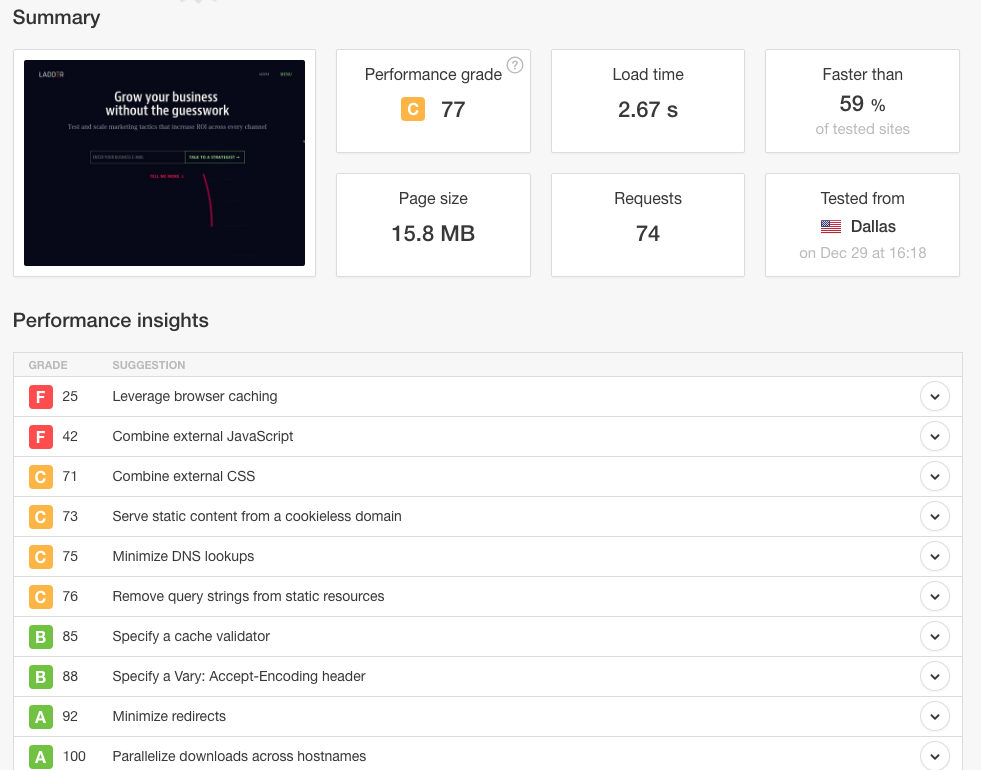 Summary
LADDER
MENU
Grow your business
without the guesswork
Test and scale marketing tactics that increase ROI across every channel
ENTER YOUR BUSINESS E-MAIL
TALK TO A STRATEGIST
TELL ME MORE
Performance grade ?
C 77
Load time
2.67 s
Faster than
59 %
of tested sites
Page size
15.8 MB
Requests
74
Tested from
Dallas
on Dec 29 at 16:18
Performance insights
GRADE SUGGESTION
F 25 Leverage browser caching
F 42 Combine external JavaScript
C 71 Combine external CSS
C 73 Serve static content from a cookieless domain
C 75 Minimize DNS lookups
C 76 Remove query strings from static resources
B 85 Specify a cache validator
B 88 Specify a Vary: Accept-Encoding header
A 92 Minimize redirects
A 100 Parallelize downloads across hostnames